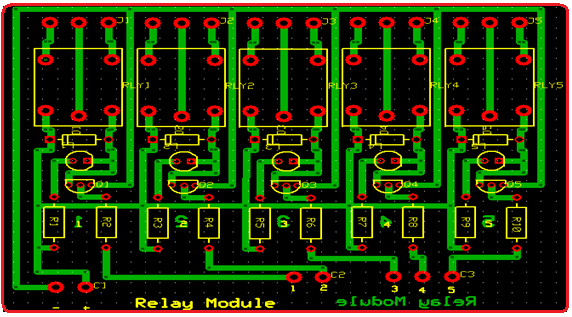 J1 J2 J3 J4 J5
RLY1 RLY2 RLY3 RLY4 RLY5
Q1 Q2 Q3 Q4 Q5
R1 R2 R3 R4 R5 R6 R7 R8 R9 R10
1 2 3 4 5
C1 C2 C3
1 2 3 4 5
- +
Relay Module Relay Module